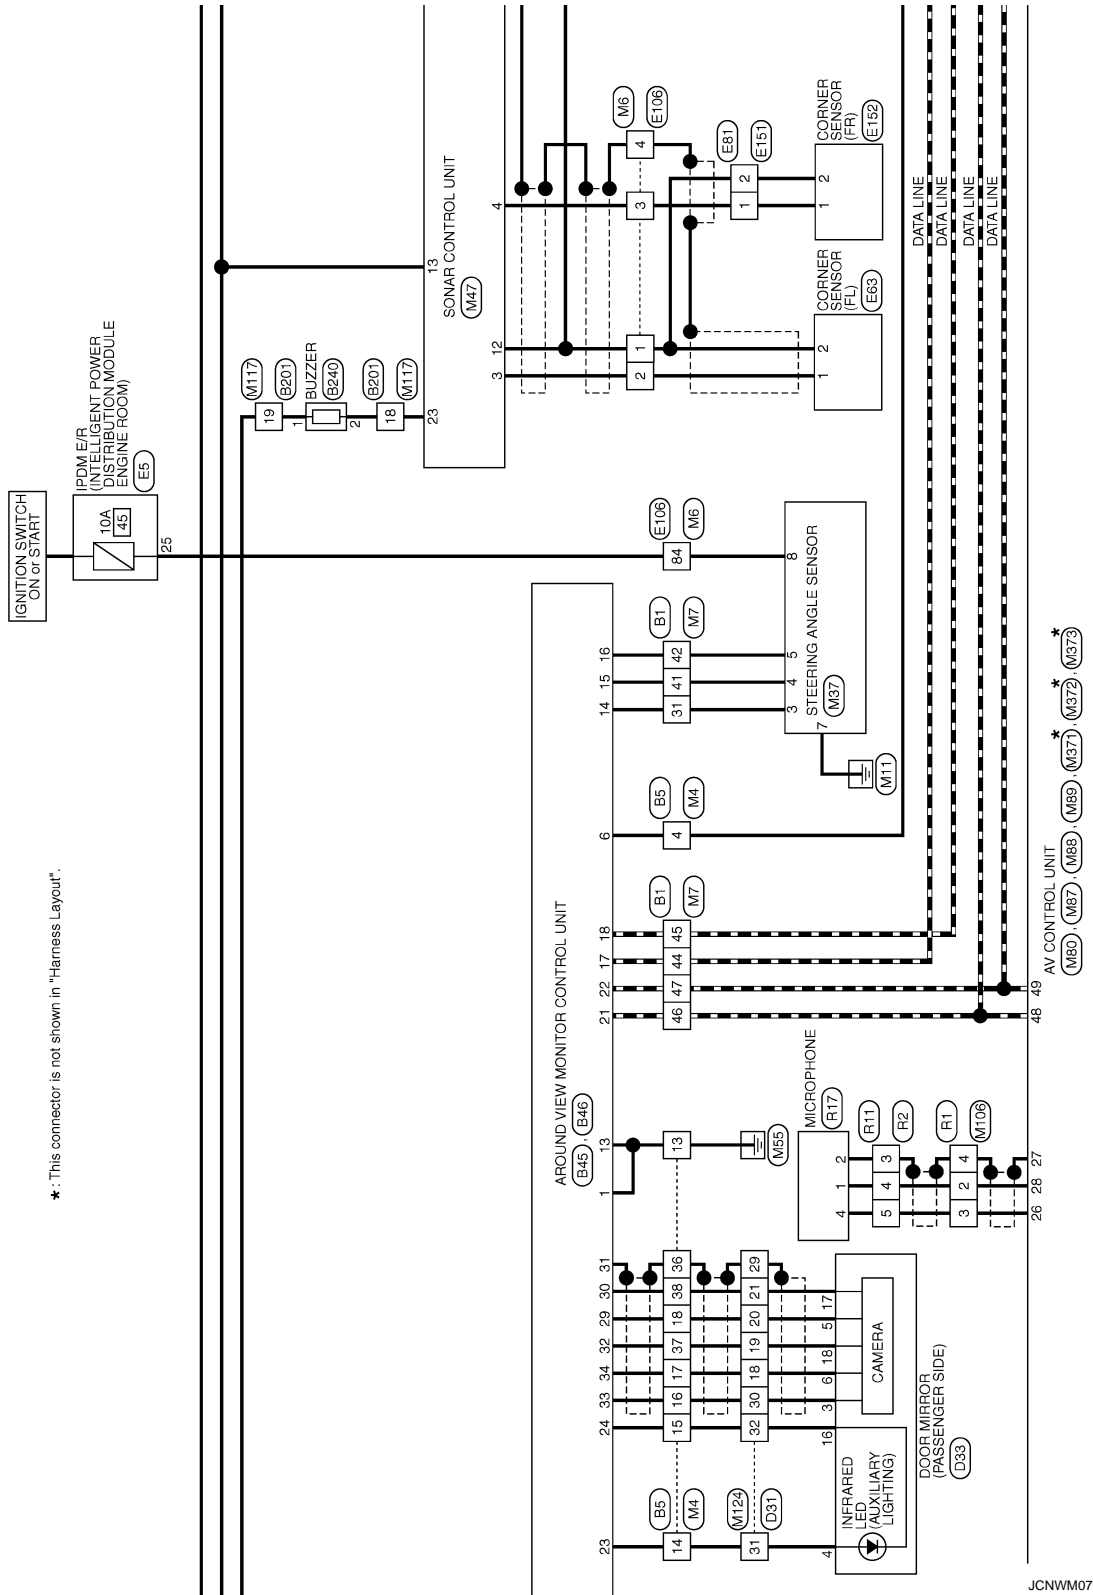 IGNITION SWITCH
ON or START
IPDM E/R
(INTELLIGENT POWER
DISTRIBUTION MODULE
ENGINE ROOM)
E5
10A
45
25
M117
B201
19
1
BUZZER
B240
2
B201
M117
18
23
13
SONAR CONTROL UNIT
M47
4
12
3
M6
E106
4
3
1
2
E81
E151
2
1
CORNER
SENSOR
(FR)
E152
2
1
CORNER
SENSOR
(FL)
E63
2
1
DATA LINE
DATA LINE
DATA LINE
DATA LINE
E106
M6
84
8
STEERING ANGLE SENSOR
M37
5
4
3
7
M11
16
15
14
B1
M7
42
41
31
6
B5
M4
4
18
17
22
21
B1
M7
45
44
47
46
49
48
AV CONTROL UNIT
M80 , M87 , M88 , M89 , M371 * , M372 * , M373 *
AROUND VIEW MONITOR CONTROL UNIT
B45 , B46
* : This connector is not shown in "Harness Layout".
13
1
13
M55
MICROPHONE
R17
2
1
4
R11
R2
3
4
5
R1
M106
4
2
3
27
28
26
31
30
29
32
34
33
24
23
36
38
18
37
17
16
15
14
B5
M4
29
21
20
19
18
30
32
31
M124
D31
17
5
18
6
3
16
4
CAMERA
INFRARED
LED
(AUXILIARY
LIGHTING)
DOOR MIRROR
(PASSENGER SIDE)
D33
JCNWM07